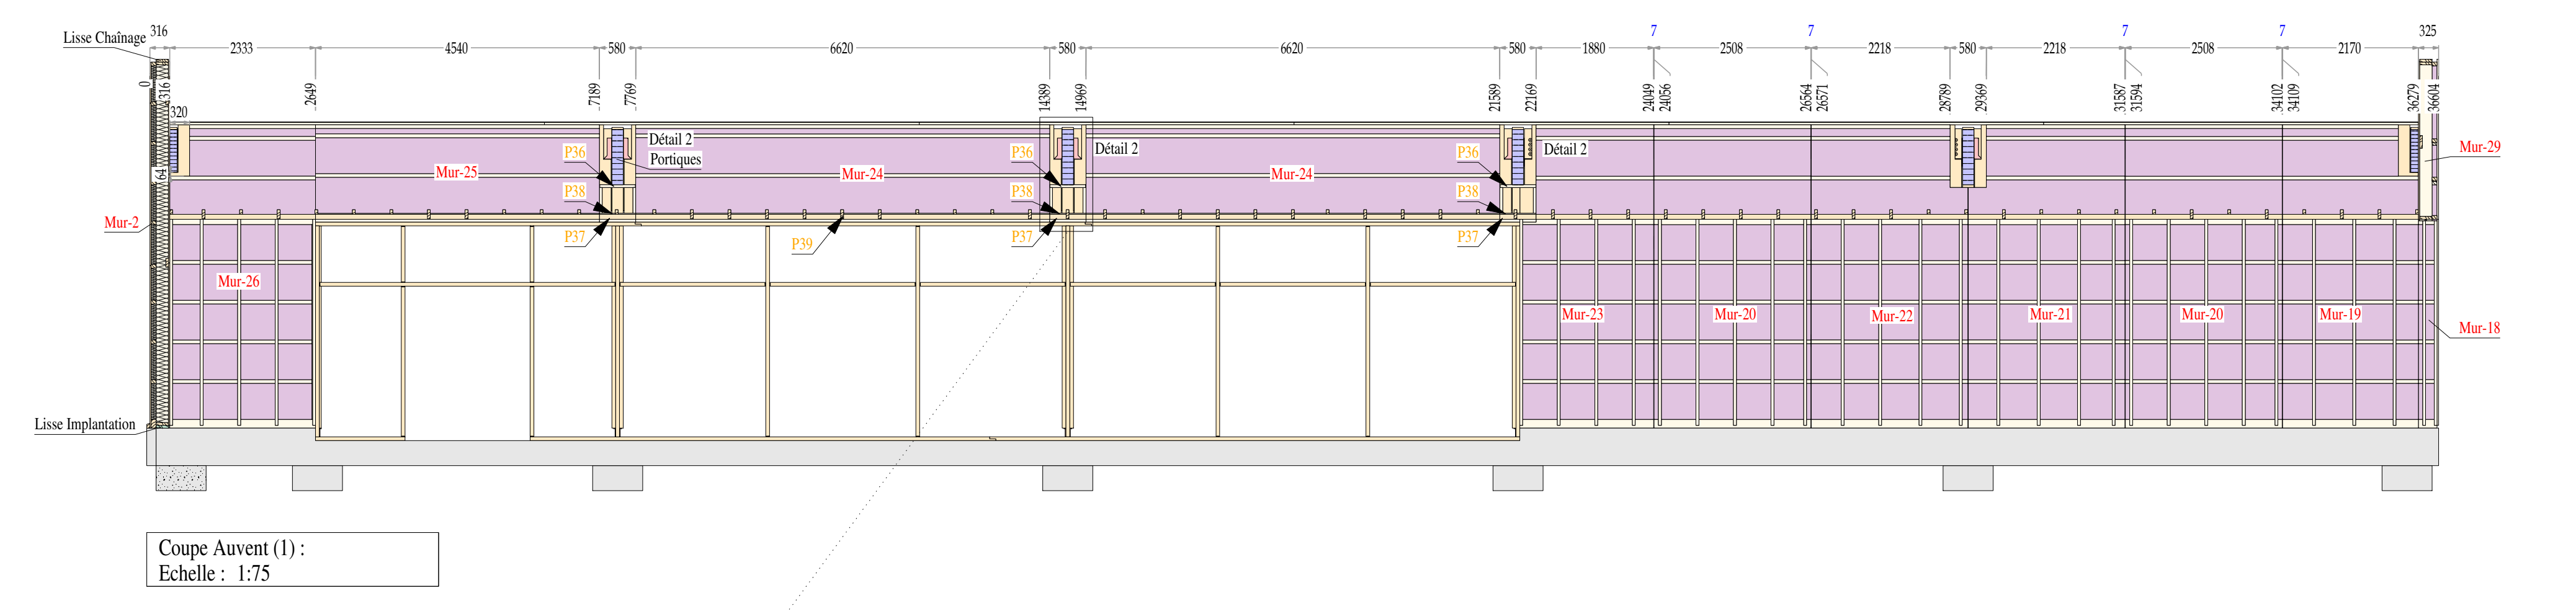 Lisse Chaînage
316
2333
4540
580
6620
580
6620
580
1880
7
2508
7
2218
580
2218
7
2508
7
2170
325
0
316
2649
7189
7769
14389
14969
21589
22169
24049
24056
26564
26571
28789
29369
31587
31594
34102
34109
36279
36604
320
64
Détail 2
Portiques
Détail 2
Détail 2
P36
P36
P36
Mur-25
Mur-24
Mur-24
Mur-29
P38
P38
P38
Mur-2
P37
P39
P37
P37
Mur-26
Mur-23
Mur-20
Mur-22
Mur-21
Mur-20
Mur-19
Mur-18
Lisse Implantation
Coupe Auvent (1) :
Echelle : 1:75